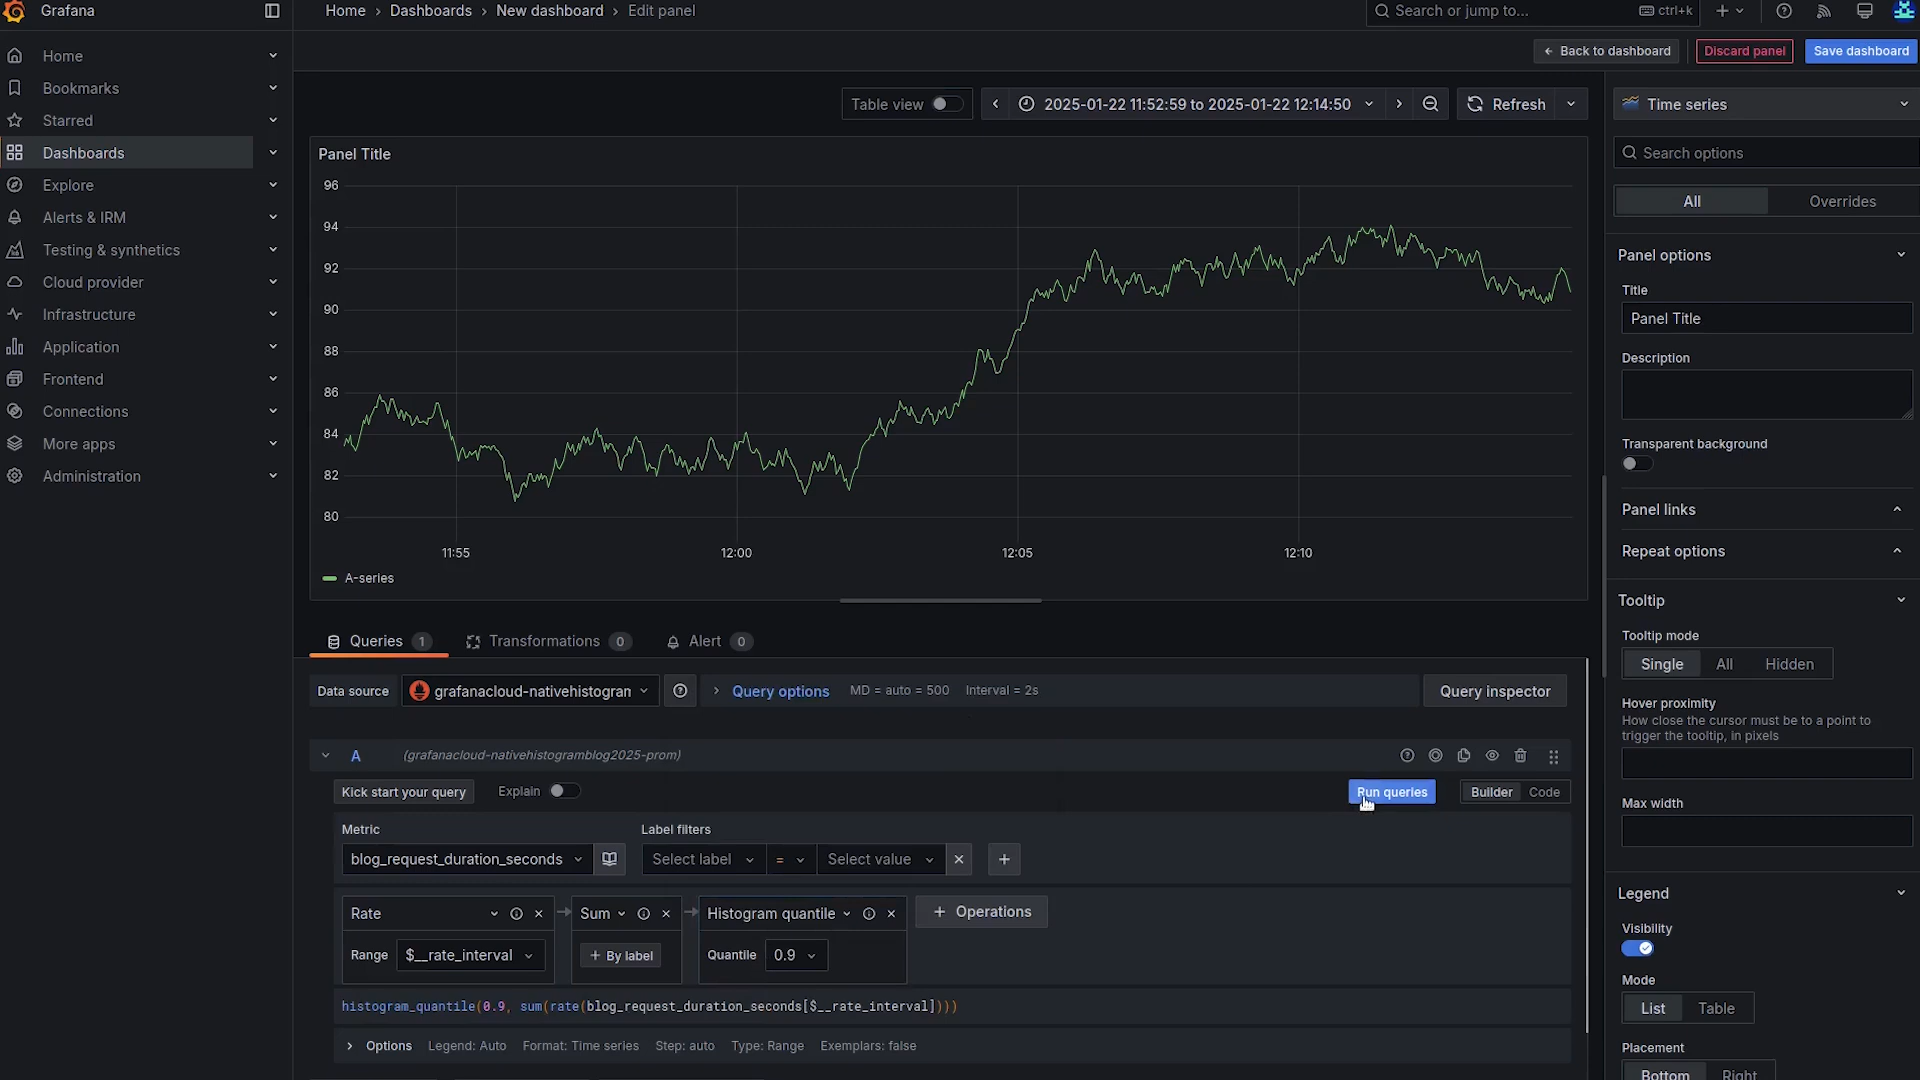 Grafana
Home › Dashboards › New dashboard › Edit panel
Search or jump to...
ctrl+k
Back to dashboard
Discard panel
Save dashboard
Home
Bookmarks
Starred
Dashboards
Explore
Alerts & IRM
Testing & synthetics
Cloud provider
Infrastructure
Application
Frontend
Connections
More apps
Administration
Table view
2025-01-22 11:52:59 to 2025-01-22 12:14:50
Refresh
Panel Title
96
94
92
90
88
86
84
82
80
11:55
12:00
12:05
12:10
A-series
Queries 1
Transformations 0
Alert 0
Data source
grafanacloud-nativehistogran
Query options
MD = auto = 500
Interval = 2s
Query inspector
A
(grafanacloud-nativehistogramblog2025-prom)
Kick start your query
Explain
Run queries
Builder
Code
Metric
Label filters
blog_request_duration_seconds
Select label
=
Select value
Rate
Sum
Histogram quantile
+ Operations
Range
$__rate_interval
+ By label
Quantile
0.9
histogram_quantile(0.9, sum(rate(blog_request_duration_seconds[$__rate_interval])))
Options
Legend: Auto
Format: Time series
Step: auto
Type: Range
Exemplars: false
Time series
Search options
All
Overrides
Panel options
Title
Panel Title
Description
Transparent background
Panel links
Repeat options
Tooltip
Tooltip mode
Single
All
Hidden
Hover proximity
How close the cursor must be to a point to
trigger the tooltip, in pixels
Max width
Legend
Visibility
Mode
List
Table
Placement
Bottom
Right